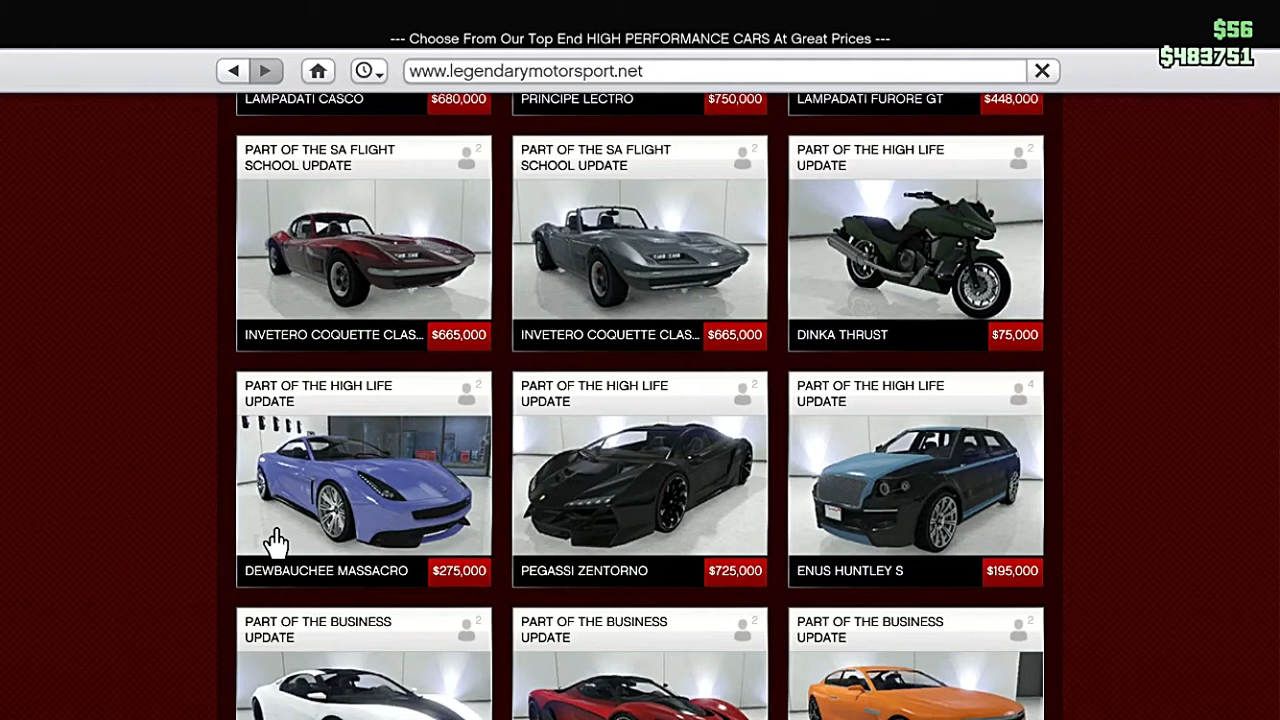 $56
--- Choose From Our Top End HIGH PERFORMANCE CARS At Great Prices ---
$483751
www.legendarymotorsport.net
LAMPADATI CASCO $680,000
PRINCIPE LECTRO $750,000
LAMPADATI FURORE GT $448,000
PART OF THE SA FLIGHT 2
SCHOOL UPDATE
INVETERO COQUETTE CLAS... $665,000
PART OF THE SA FLIGHT 2
SCHOOL UPDATE
INVETERO COQUETTE CLAS... $665,000
PART OF THE HIGH LIFE 2
UPDATE
DINKA THRUST $75,000
PART OF THE HIGH LIFE 2
UPDATE
DEWBAUCHEE MASSACRO $275,000
PART OF THE HIGH LIFE 2
UPDATE
PEGASSI ZENTORNO $725,000
PART OF THE HIGH LIFE 4
UPDATE
ENUS HUNTLEY S $195,000
PART OF THE BUSINESS 2
UPDATE
PART OF THE BUSINESS 2
UPDATE
PART OF THE BUSINESS 2
UPDATE